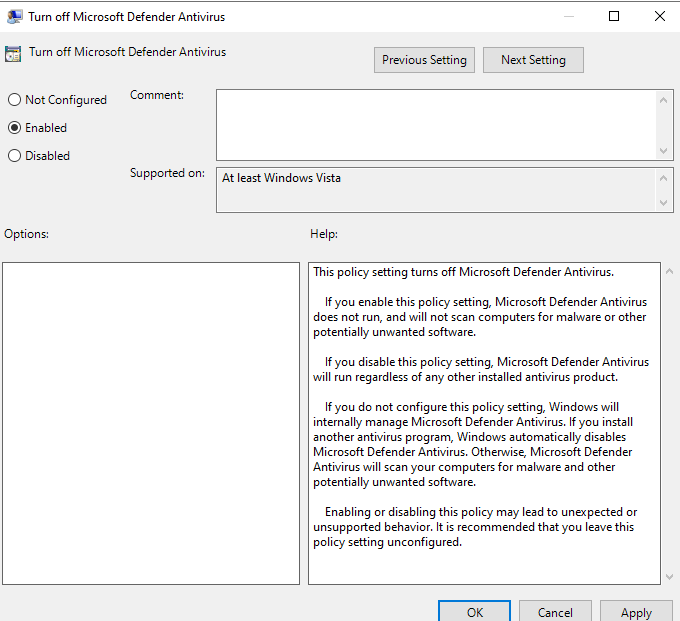 Turn off Microsoft Defender Antivirus
Turn off Microsoft Defender Antivirus
Previous Setting
Next Setting
Not Configured
Enabled
Disabled
Comment:
Supported on:
At least Windows Vista
Options:
Help:
This policy setting turns off Microsoft Defender Antivirus.
If you enable this policy setting, Microsoft Defender Antivirus
does not run, and will not scan computers for malware or other
potentially unwanted software.
If you disable this policy setting, Microsoft Defender Antivirus
will run regardless of any other installed antivirus product.
If you do not configure this policy setting, Windows will
internally manage Microsoft Defender Antivirus. If you install
another antivirus program, Windows automatically disables
Microsoft Defender Antivirus. Otherwise, Microsoft Defender
Antivirus will scan your computers for malware and other
potentially unwanted software.
Enabling or disabling this policy may lead to unexpected or
unsupported behavior. It is recommended that you leave this
policy setting unconfigured.
OK
Cancel
Apply